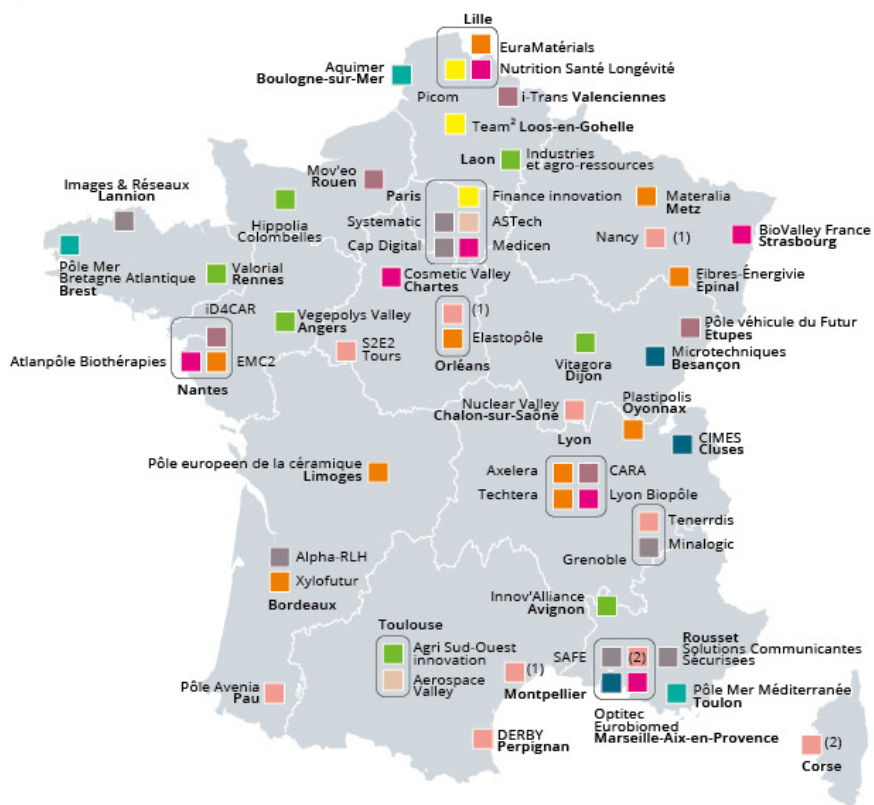 Lille
EuraMatérials
Nutrition Santé Longévité
Picom
Aquimer
Boulogne-sur-Mer
i-Trans Valenciennes
Team² Loos-en-Gohelle
Laon
Industries
et agro-ressources
Mov'eo
Rouen
Images & Réseaux
Lannion
Hippolia
Colombelles
Paris
Finance innovation
Systematic
ASTech
Cap Digital
Medicen
Materalia
Metz
Nancy
(1)
BioValley France
Strasbourg
Pôle Mer
Bretagne Atlantique
Brest
Valorial
Rennes
Cosmetic Valley
Chartes
Fibres-Énergivie
Épinal
iD4CAR
Atlanpôle Biothérapies
EMC2
Nantes
Vegepolys Valley
Angers
S2E2
Tours
(1)
Elastopôle
Orléans
Vitagora
Dijon
Pôle véhicule du Futur
Étupes
Microtechniques
Besançon
Nuclear Valley
Chalon-sur-Saône
Plastipolis
Oyonnax
CIMES
Cluses
Lyon
Axelera
CARA
Techtera
Lyon Biopôle
Pôle europeen de la céramique
Limoges
Tenerrdis
Minalogic
Grenoble
Alpha-RLH
Xylofutur
Bordeaux
Innov'Alliance
Avignon
Toulouse
Agri Sud-Ouest
innovation
Aerospace
Valley
Pôle Avenia
Pau
(1)
Montpellier
DERBY
Perpignan
SAFE
(2)
Rousset
Solutions Communicantes
Sécurisées
Optitec
Eurobiomed
Marseille-Aix-en-Provence
Pôle Mer Méditerranée
Toulon
(2)
Corse